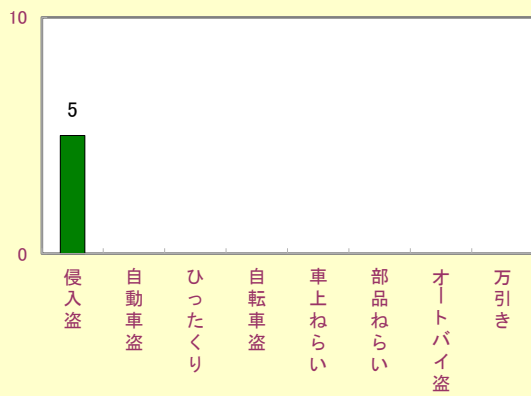 10
5
0
侵入盗
自動車盗
ひったくり
自転車盗
車上ねらい
部品ねらい
オートバイ盗
万引き